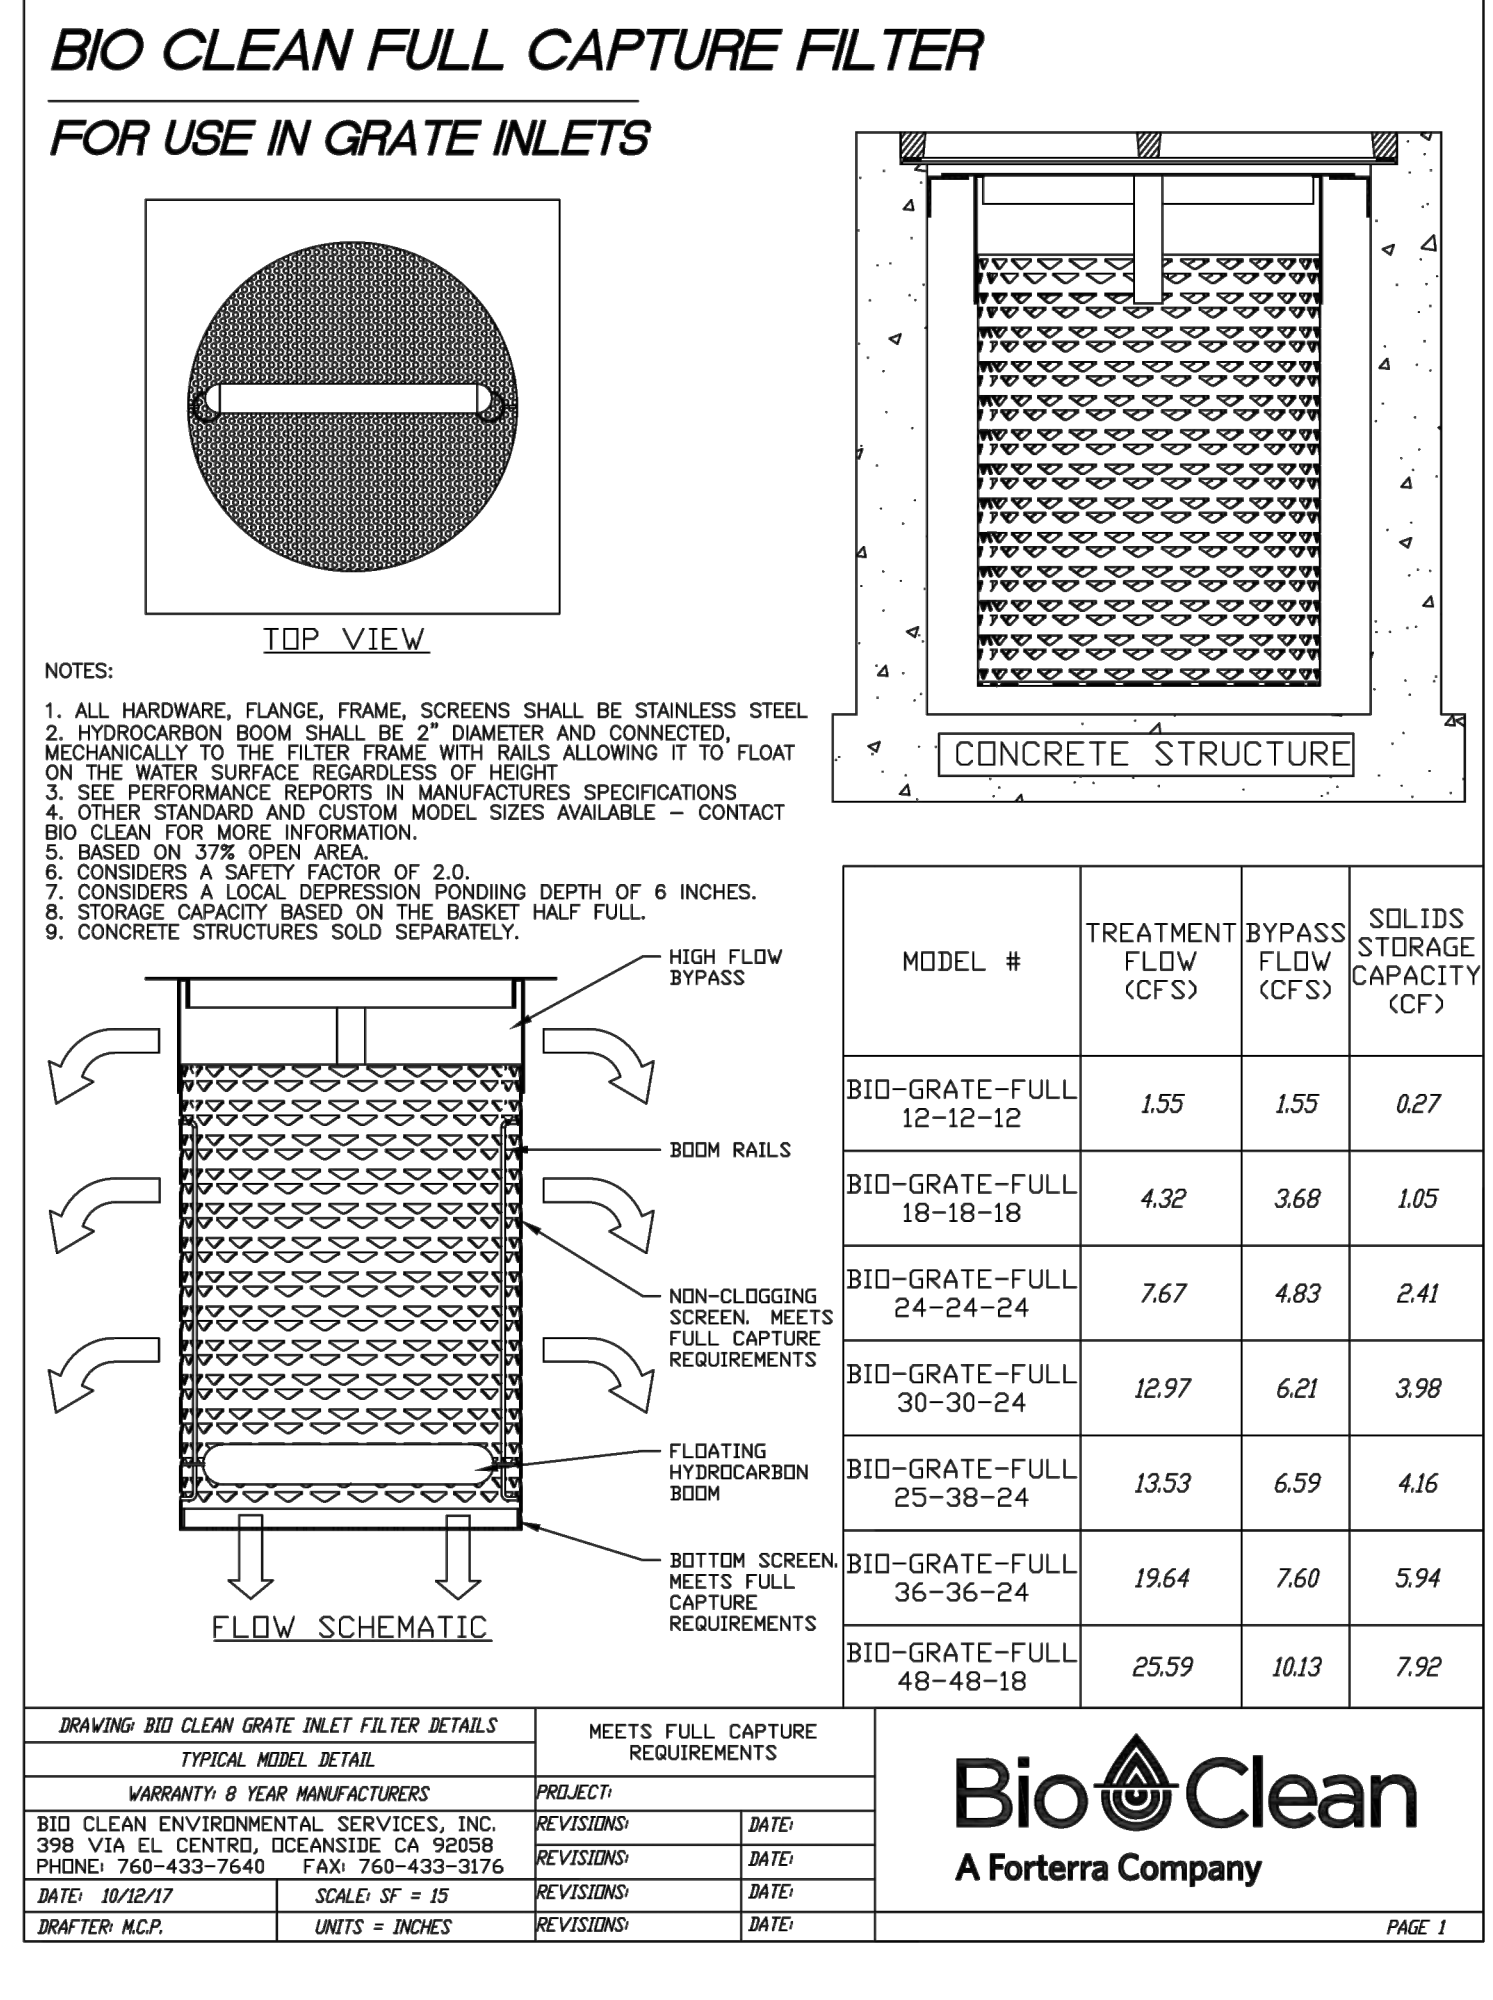 BIO CLEAN FULL CAPTURE FILTER
FOR USE IN GRATE INLETS
TOP VIEW
NOTES:
1. ALL HARDWARE, FLANGE, FRAME, SCREENS SHALL BE STAINLESS STEEL
2. HYDROCARBON BOOM SHALL BE 2" DIAMETER AND CONNECTED,
MECHANICALLY TO THE FILTER FRAME WITH RAILS ALLOWING IT TO FLOAT
ON THE WATER SURFACE REGARDLESS OF HEIGHT
3. SEE PERFORMANCE REPORTS IN MANUFACTURES SPECIFICATIONS
4. OTHER STANDARD AND CUSTOM MODEL SIZES AVAILABLE – CONTACT
BIO CLEAN FOR MORE INFORMATION.
5. BASED ON 37% OPEN AREA.
6. CONSIDERS A SAFETY FACTOR OF 2.0.
7. CONSIDERS A LOCAL DEPRESSION PONDIING DEPTH OF 6 INCHES.
8. STORAGE CAPACITY BASED ON THE BASKET HALF FULL.
9. CONCRETE STRUCTURES SOLD SEPARATELY.
CONCRETE STRUCTURE
HIGH FLOW
BYPASS
BOOM RAILS
NON-CLOGGING
SCREEN. MEETS
FULL CAPTURE
REQUIREMENTS
FLOATING
HYDROCARBON
BOOM
BOTTOM SCREEN.
MEETS FULL
CAPTURE
REQUIREMENTS
FLOW SCHEMATIC
MODEL #
TREATMENT
FLOW
(CFS)
BYPASS
FLOW
(CFS)
SOLIDS
STORAGE
CAPACITY
(CF)
BIO-GRATE-FULL
12-12-12
1.55
1.55
0.27
BIO-GRATE-FULL
18-18-18
4.32
3.68
1.05
BIO-GRATE-FULL
24-24-24
7.67
4.83
2.41
BIO-GRATE-FULL
30-30-24
12.97
6.21
3.98
BIO-GRATE-FULL
25-38-24
13.53
6.59
4.16
BIO-GRATE-FULL
36-36-24
19.64
7.60
5.94
BIO-GRATE-FULL
48-48-18
25.59
10.13
7.92
DRAWING: BIO CLEAN GRATE INLET FILTER DETAILS
TYPICAL MODEL DETAIL
WARRANTY: 8 YEAR MANUFACTURERS
BIO CLEAN ENVIRONMENTAL SERVICES, INC.
398 VIA EL CENTRO, OCEANSIDE CA 92058
PHONE: 760-433-7640 FAX: 760-433-3176
DATE: 10/12/17
SCALE: SF = 15
DRAFTER: M.C.P.
UNITS = INCHES
MEETS FULL CAPTURE
REQUIREMENTS
PROJECT:
REVISIONS:
DATE:
REVISIONS:
DATE:
REVISIONS:
DATE:
REVISIONS:
DATE:
Bio Clean
A Forterra Company
PAGE 1